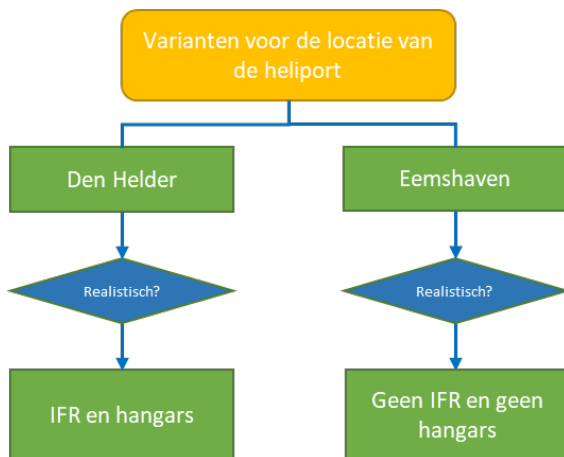 Varianten voor de locatie van
de heliport
Den Helder
Eemshaven
Realistisch?
Realistisch?
IFR en hangars
Geen IFR en geen
hangars